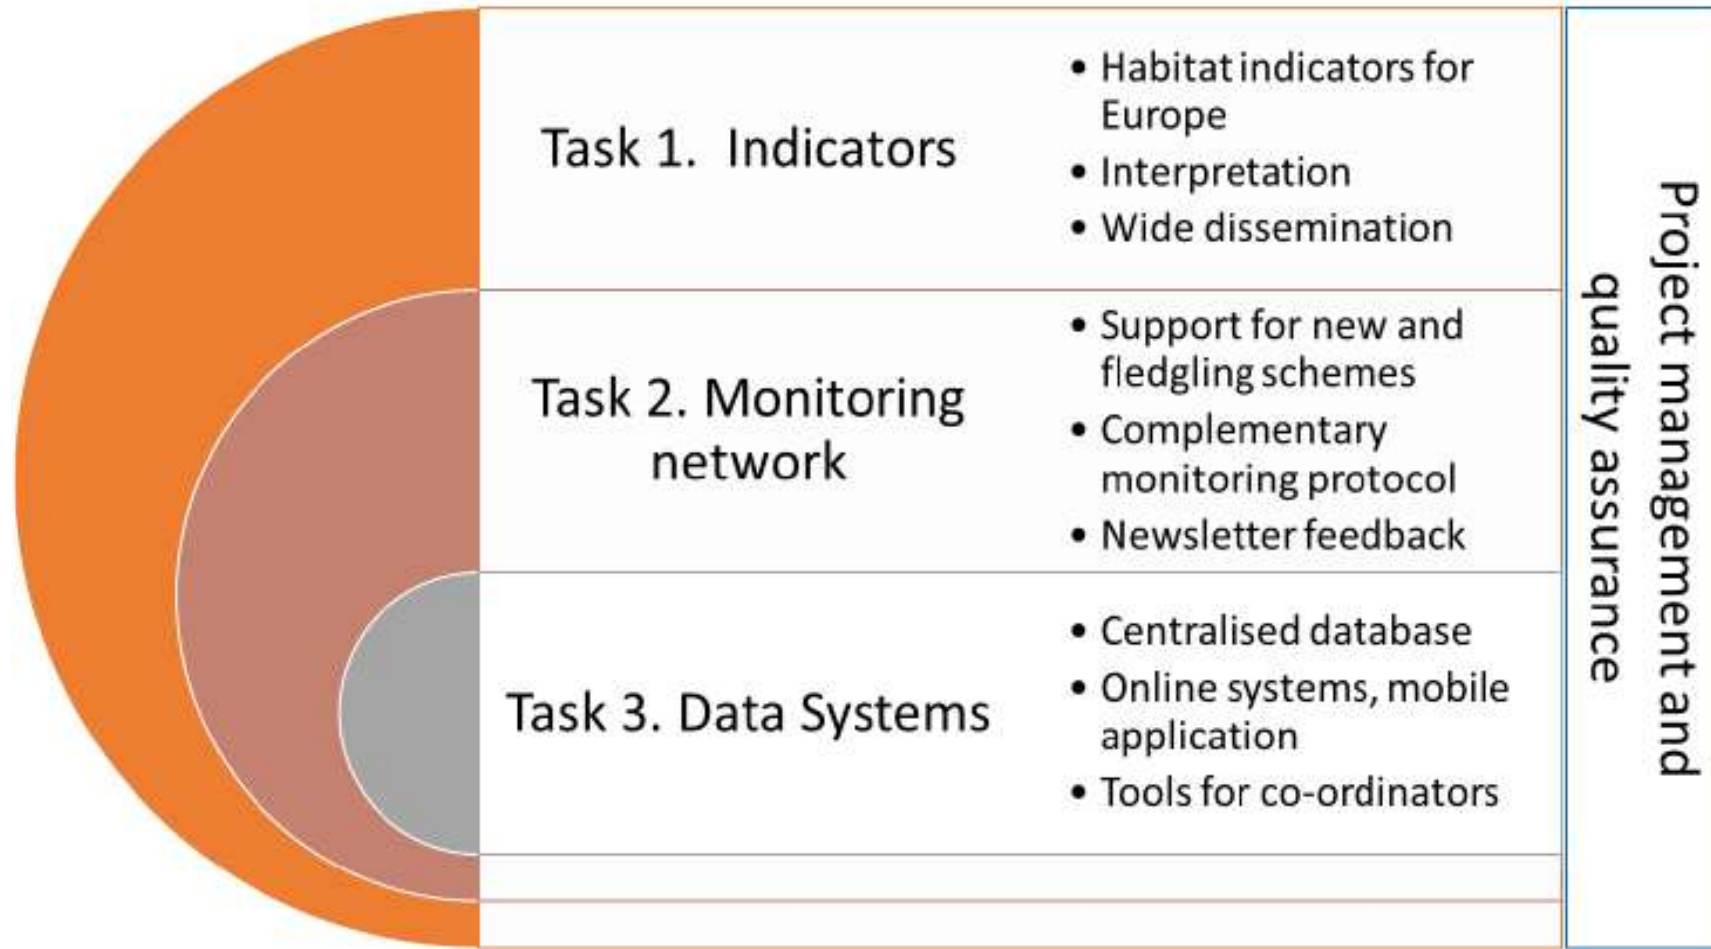 Task 1. Indicators
• Habitat indicators for
Europe
• Interpretation
• Wide dissemination
Task 2. Monitoring
network
• Support for new and
fledgling schemes
• Complementary
monitoring protocol
• Newsletter feedback
Task 3. Data Systems
• Centralised database
• Online systems, mobile
application
• Tools for co-ordinators
Project management and
quality assurance